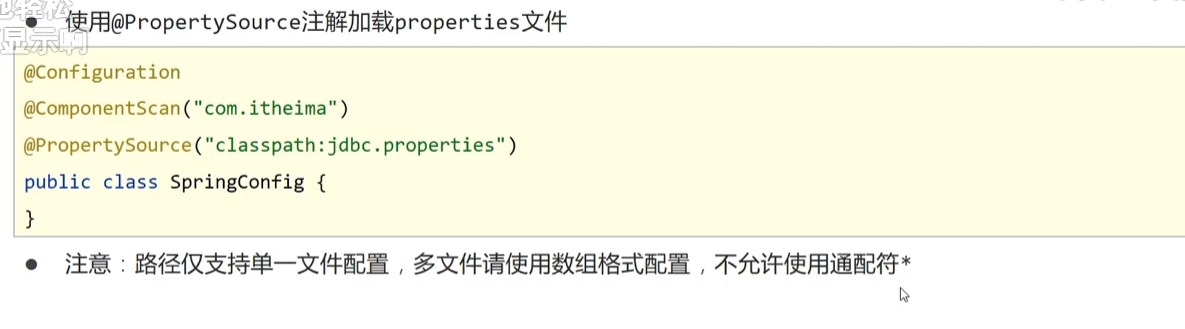 使用@PropertySource注解加载properties文件
@Configuration
@ComponentScan("com.itheima")
@PropertySource("classpath:jdbc.properties")
public class SpringConfig {
}
注意：路径仅支持单一文件配置，多文件请使用数组格式配置，不允许使用通配符*